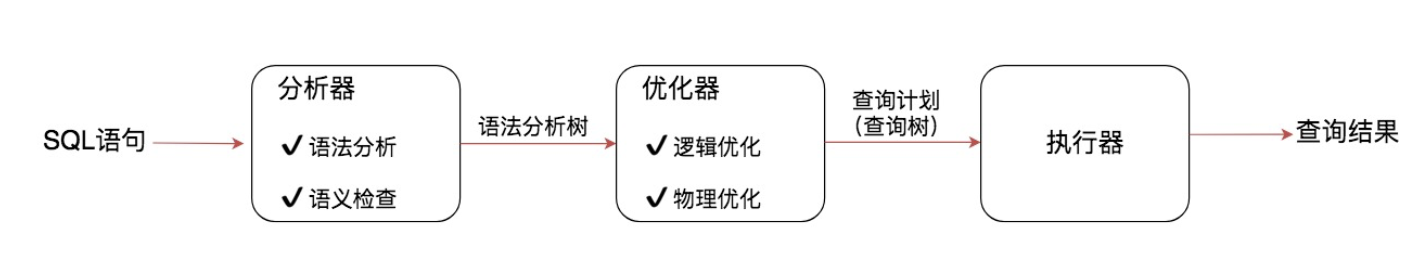 SQL语句
分析器
✓ 语法分析
✓ 语义检查
语法分析树
优化器
✓ 逻辑优化
✓ 物理优化
查询计划
（查询树）
执行器
查询结果